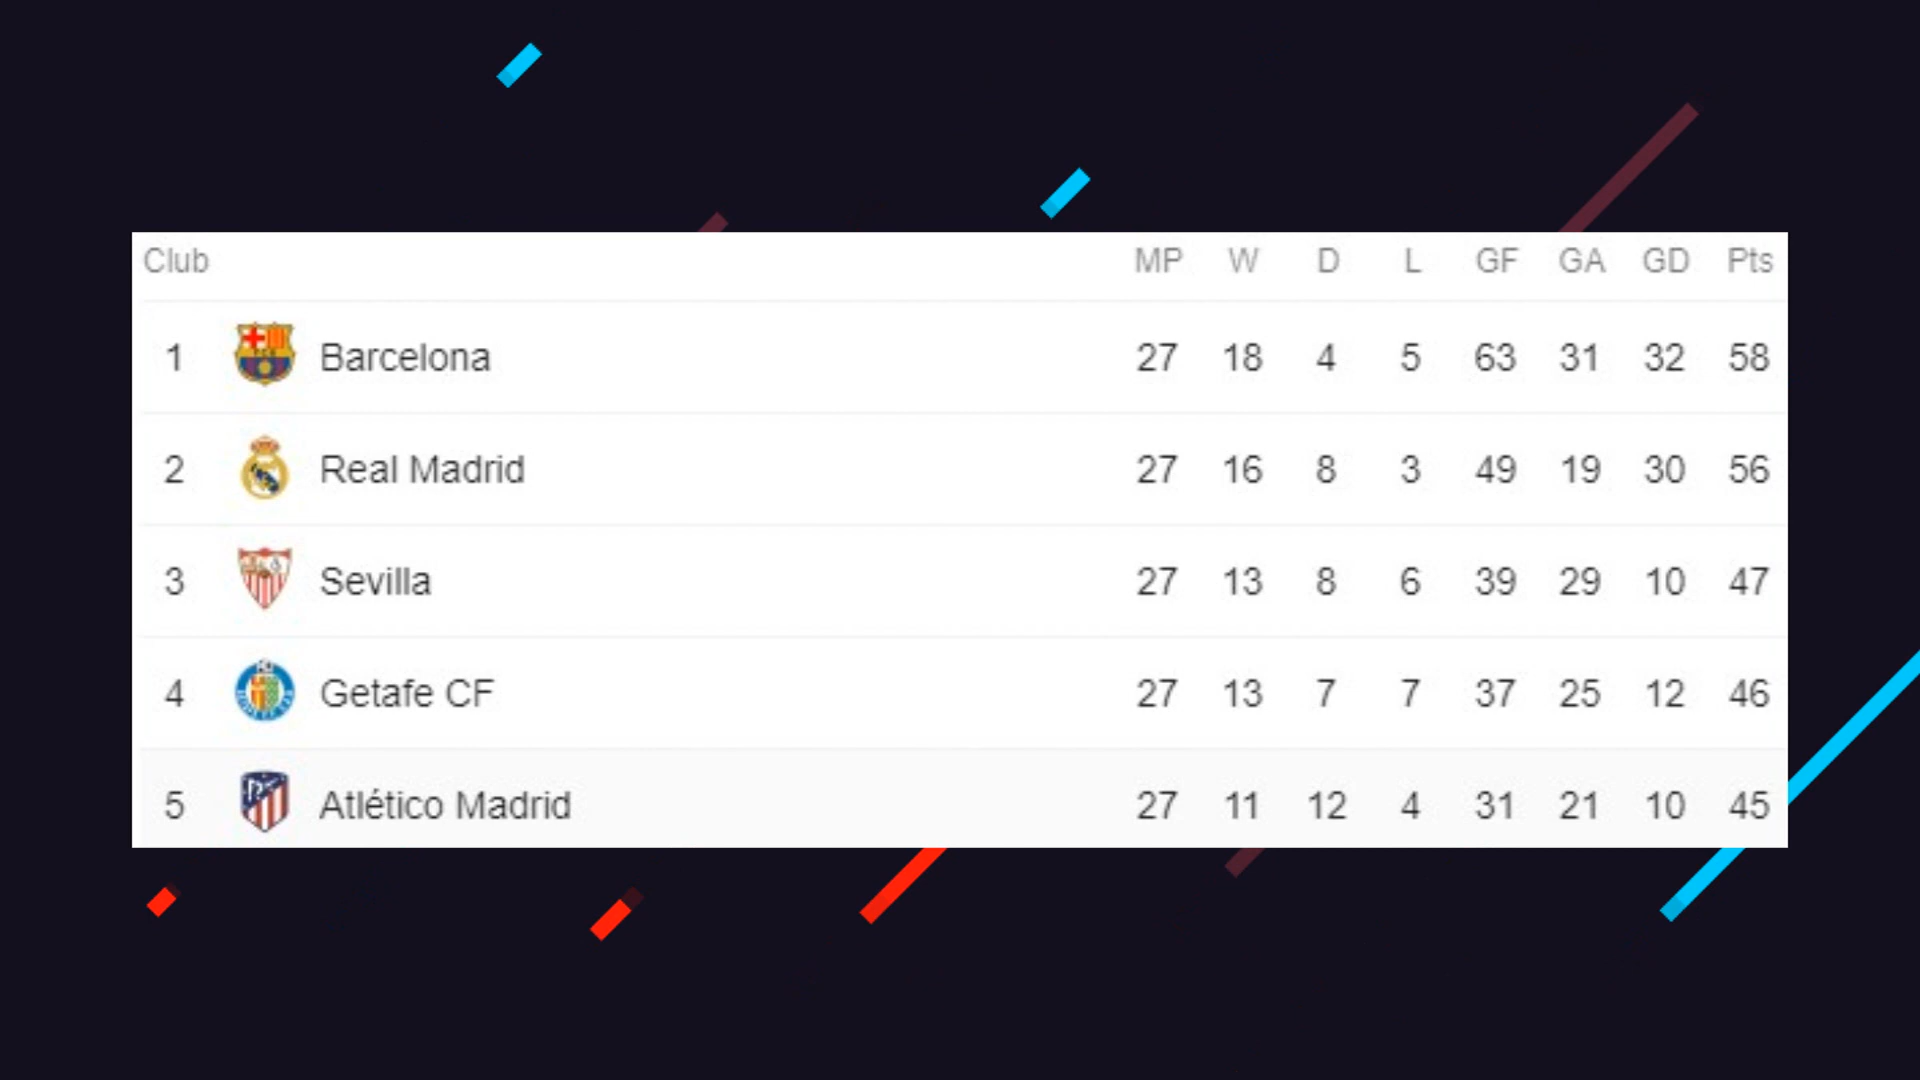 Club MP W D L GF GA GD Pts
1 Barcelona 27 18 4 5 63 31 32 58
2 Real Madrid 27 16 8 3 49 19 30 56
3 Sevilla 27 13 8 6 39 29 10 47
4 Getafe CF 27 13 7 7 37 25 12 46
5 Atlético Madrid 27 11 12 4 31 21 10 45